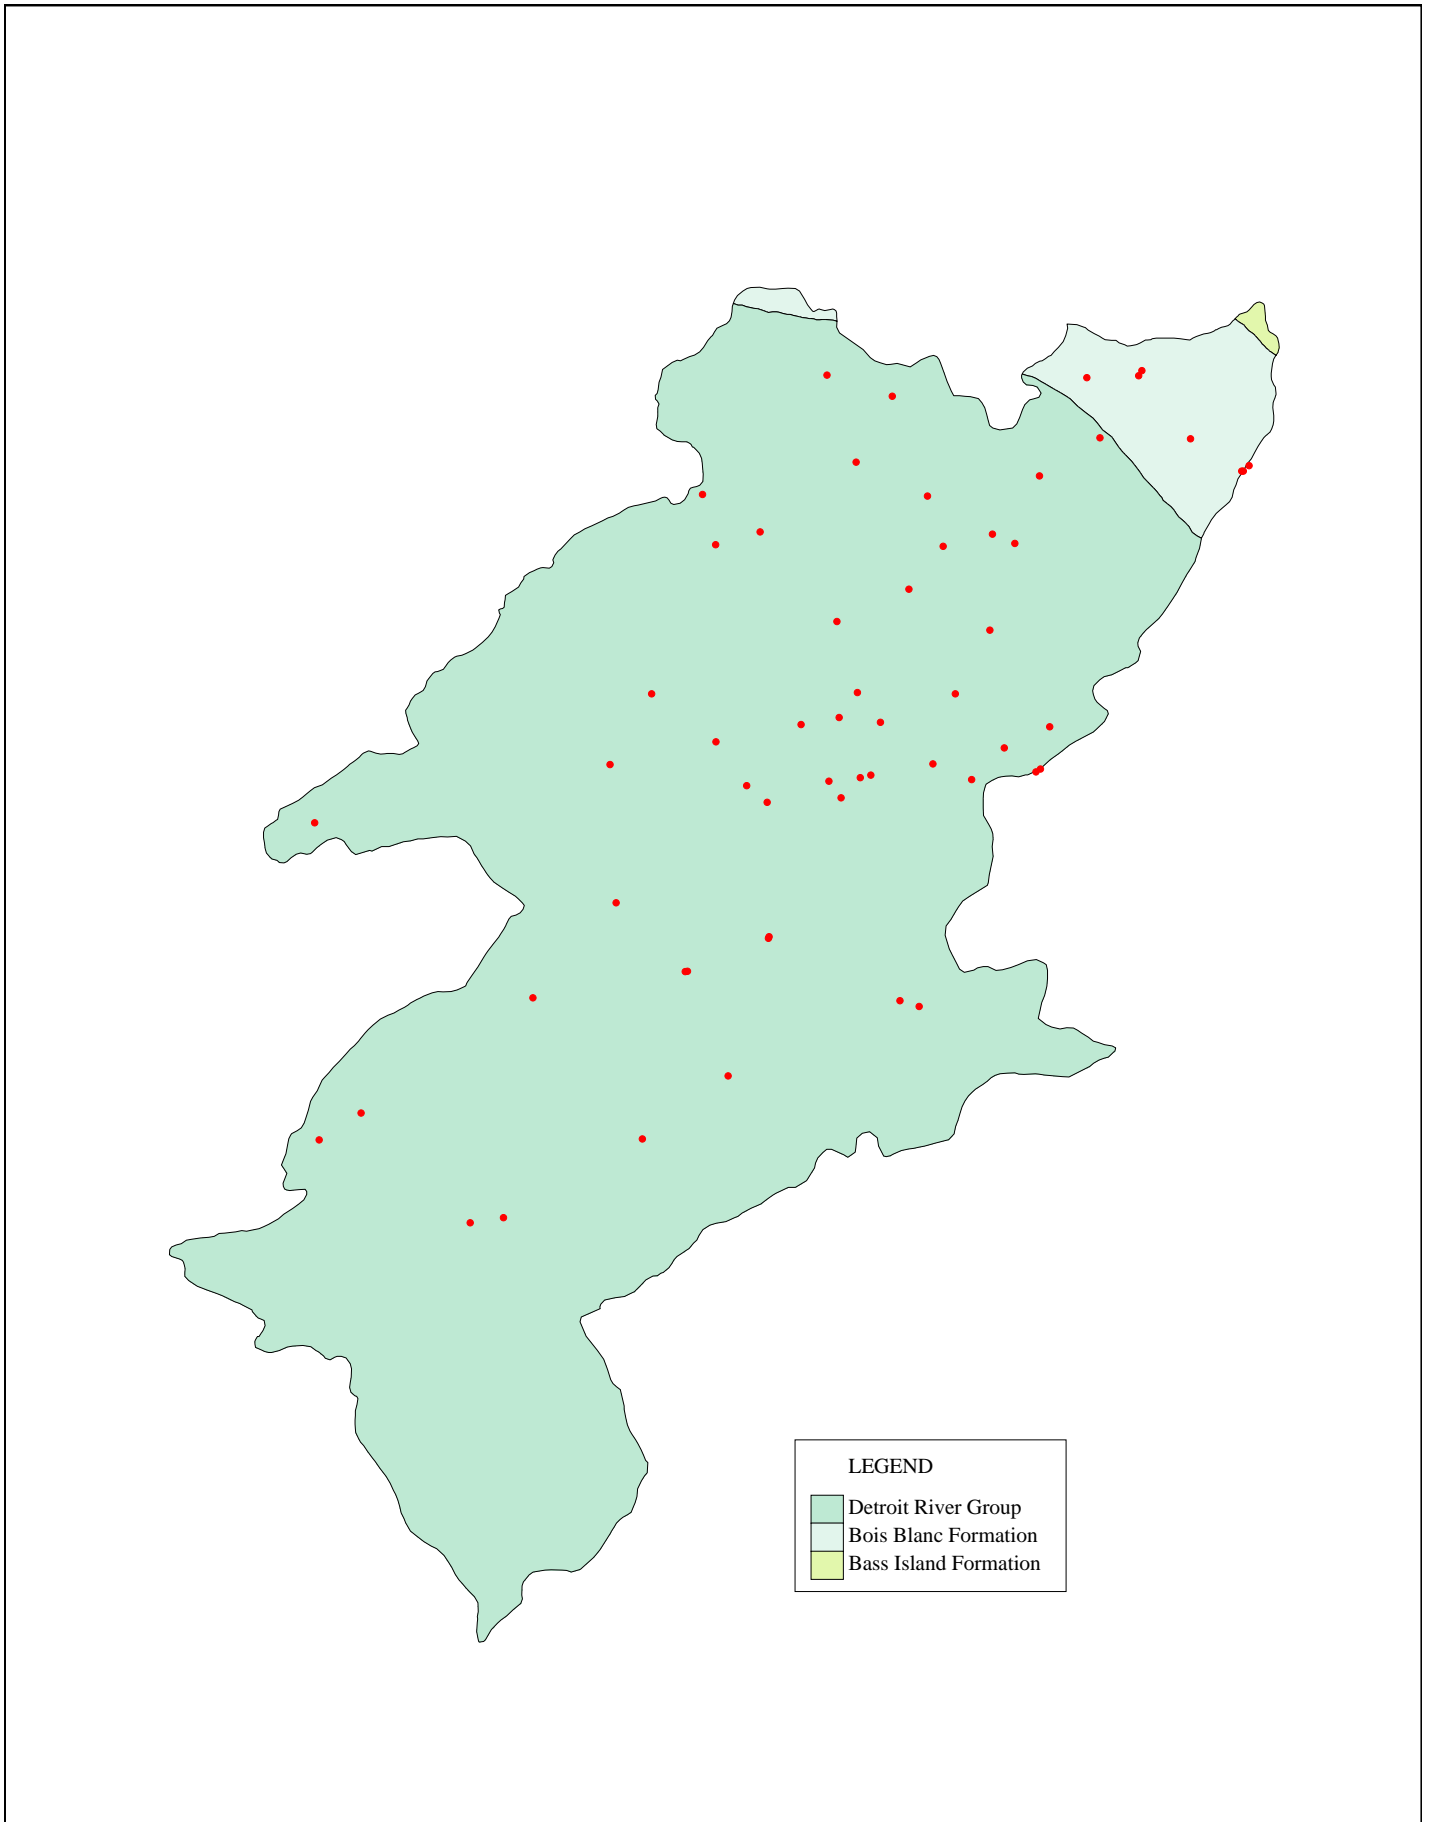 LEGEND
Detroit River Group
Bois Blanc Formation
Bass Island Formation